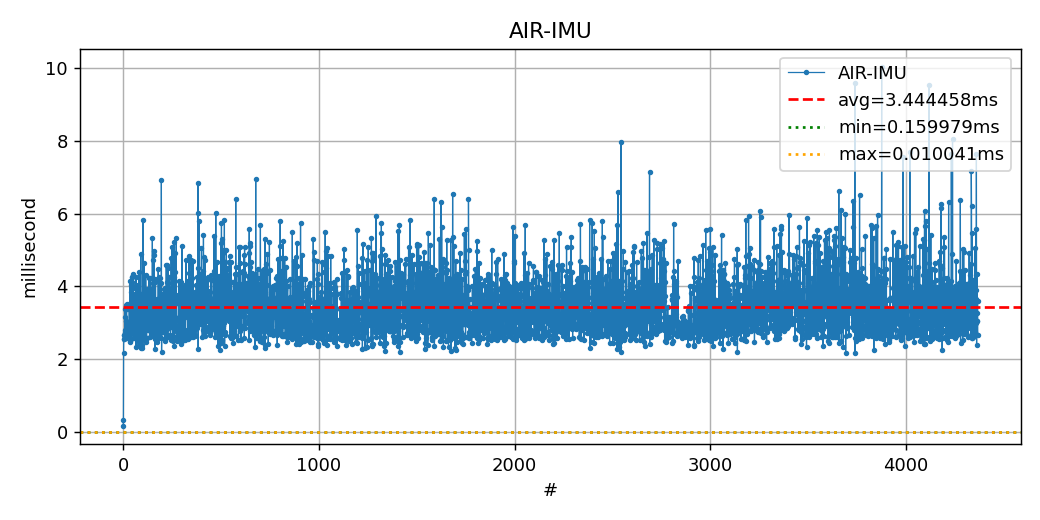 AIR-IMU
10
8
6
4
2
0
millisecond
AIR-IMU
avg=3.444458ms
min=0.159979ms
max=0.010041ms
0 1000 2000 3000 4000
#